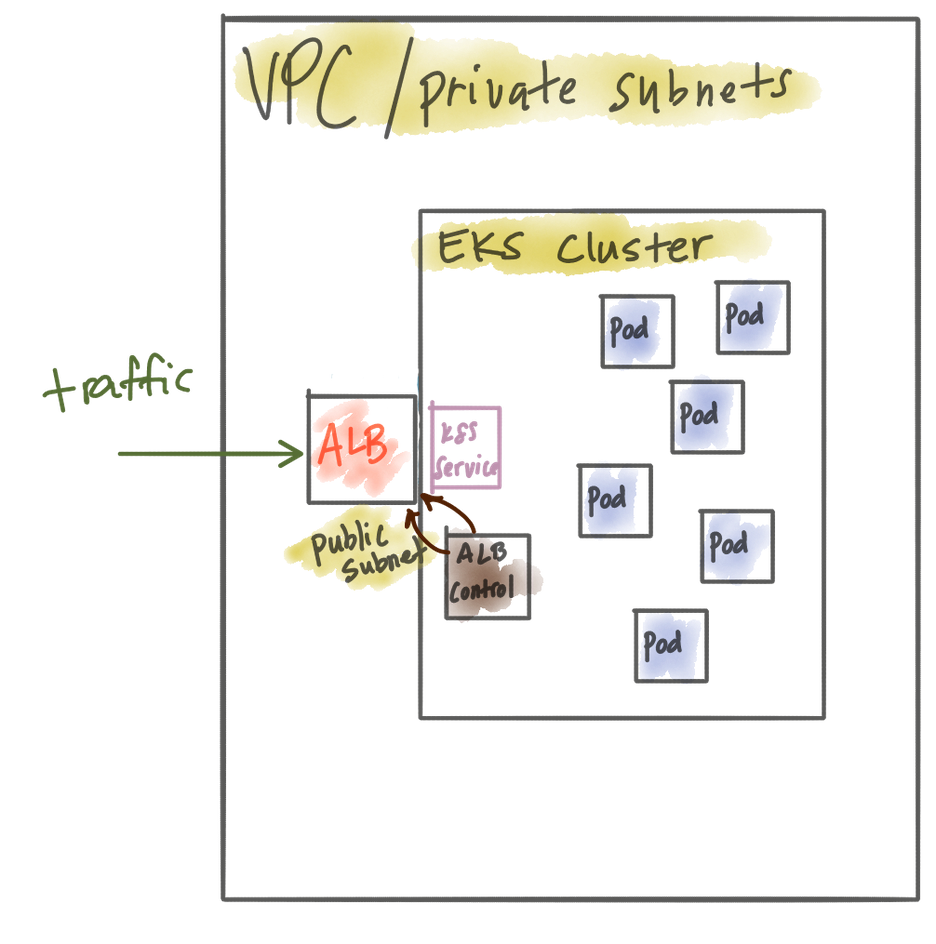 VPC/private subnets
EKS Cluster
Pod
Pod
traffic
Pod
ALB
K8S
Service
Pod
Public
Subnet
ALB
Control
Pod
Pod